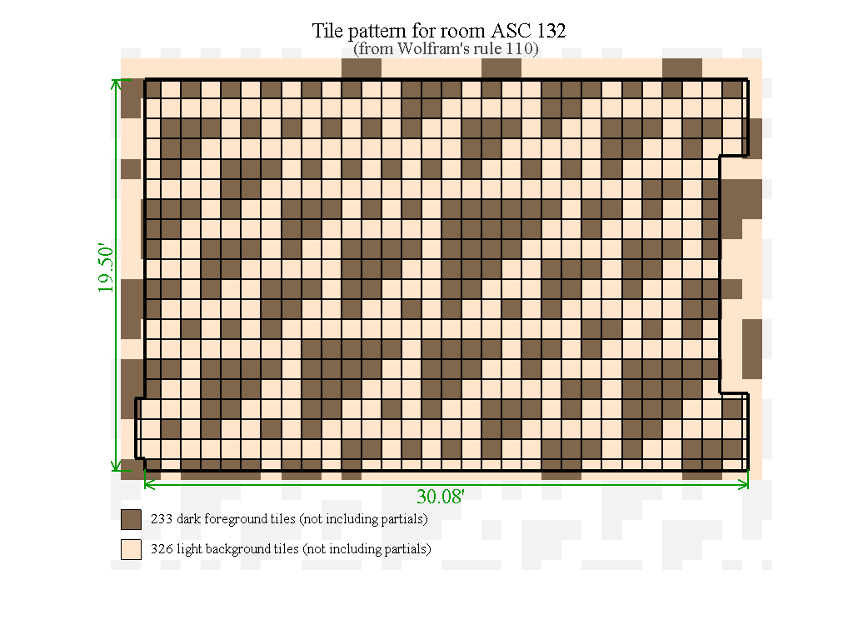 Tile pattern for room ASC 132
(from Wolfram's rule 110)
19.50'
30.08'
233 dark foreground tiles (not including partials)
326 light background tiles (not including partials)